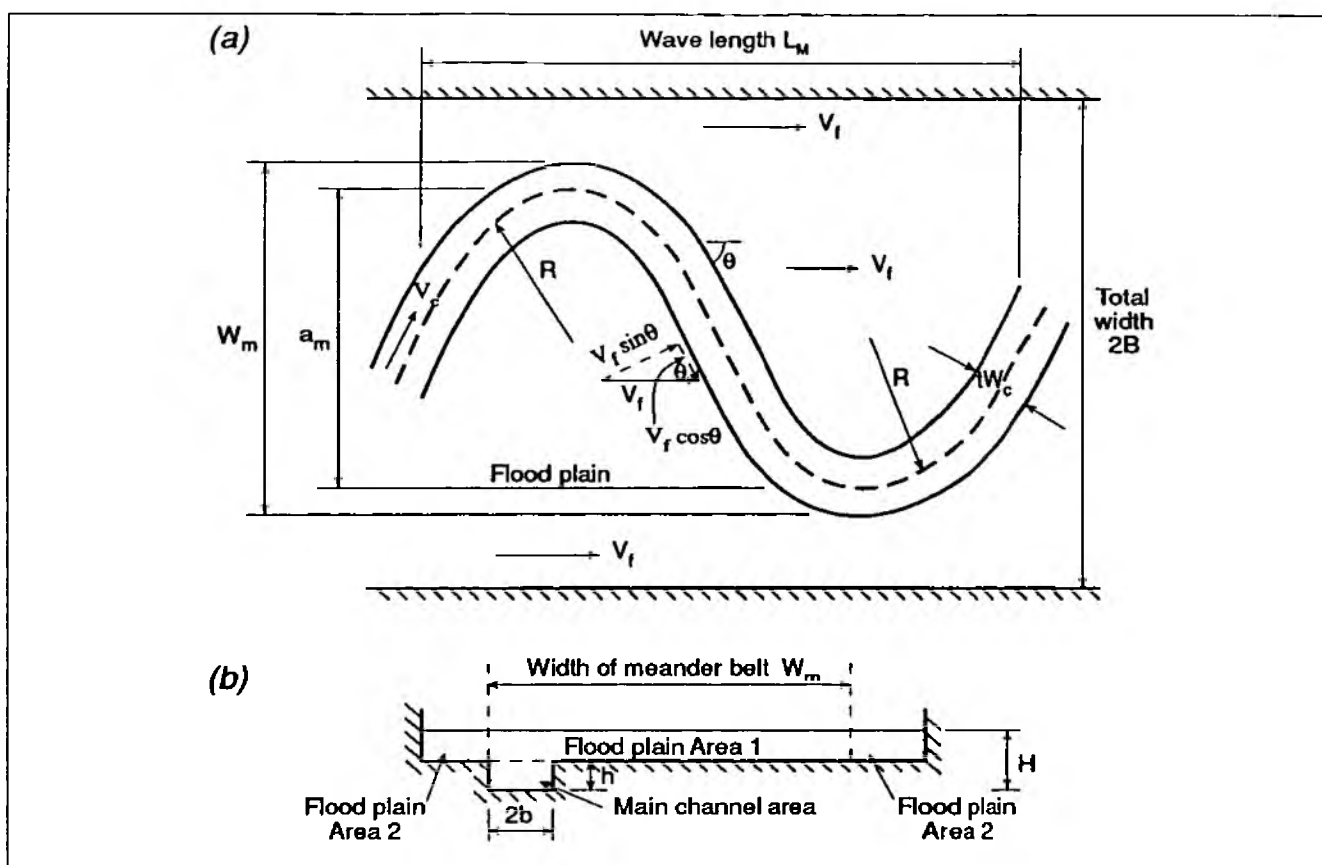 (a)
Wave length L_M
V_f
V_f
θ
R
V_c
W_m
a_m
Total
width
2B
V_f sinθ
θ
R
W_c
V_f
V_f cosθ
Flood plain
V_f
(b)
Width of meander belt W_m
Flood plain Area 1
H
h
Flood plain
Area 2
Main channel area
Flood plain
Area 2
2b